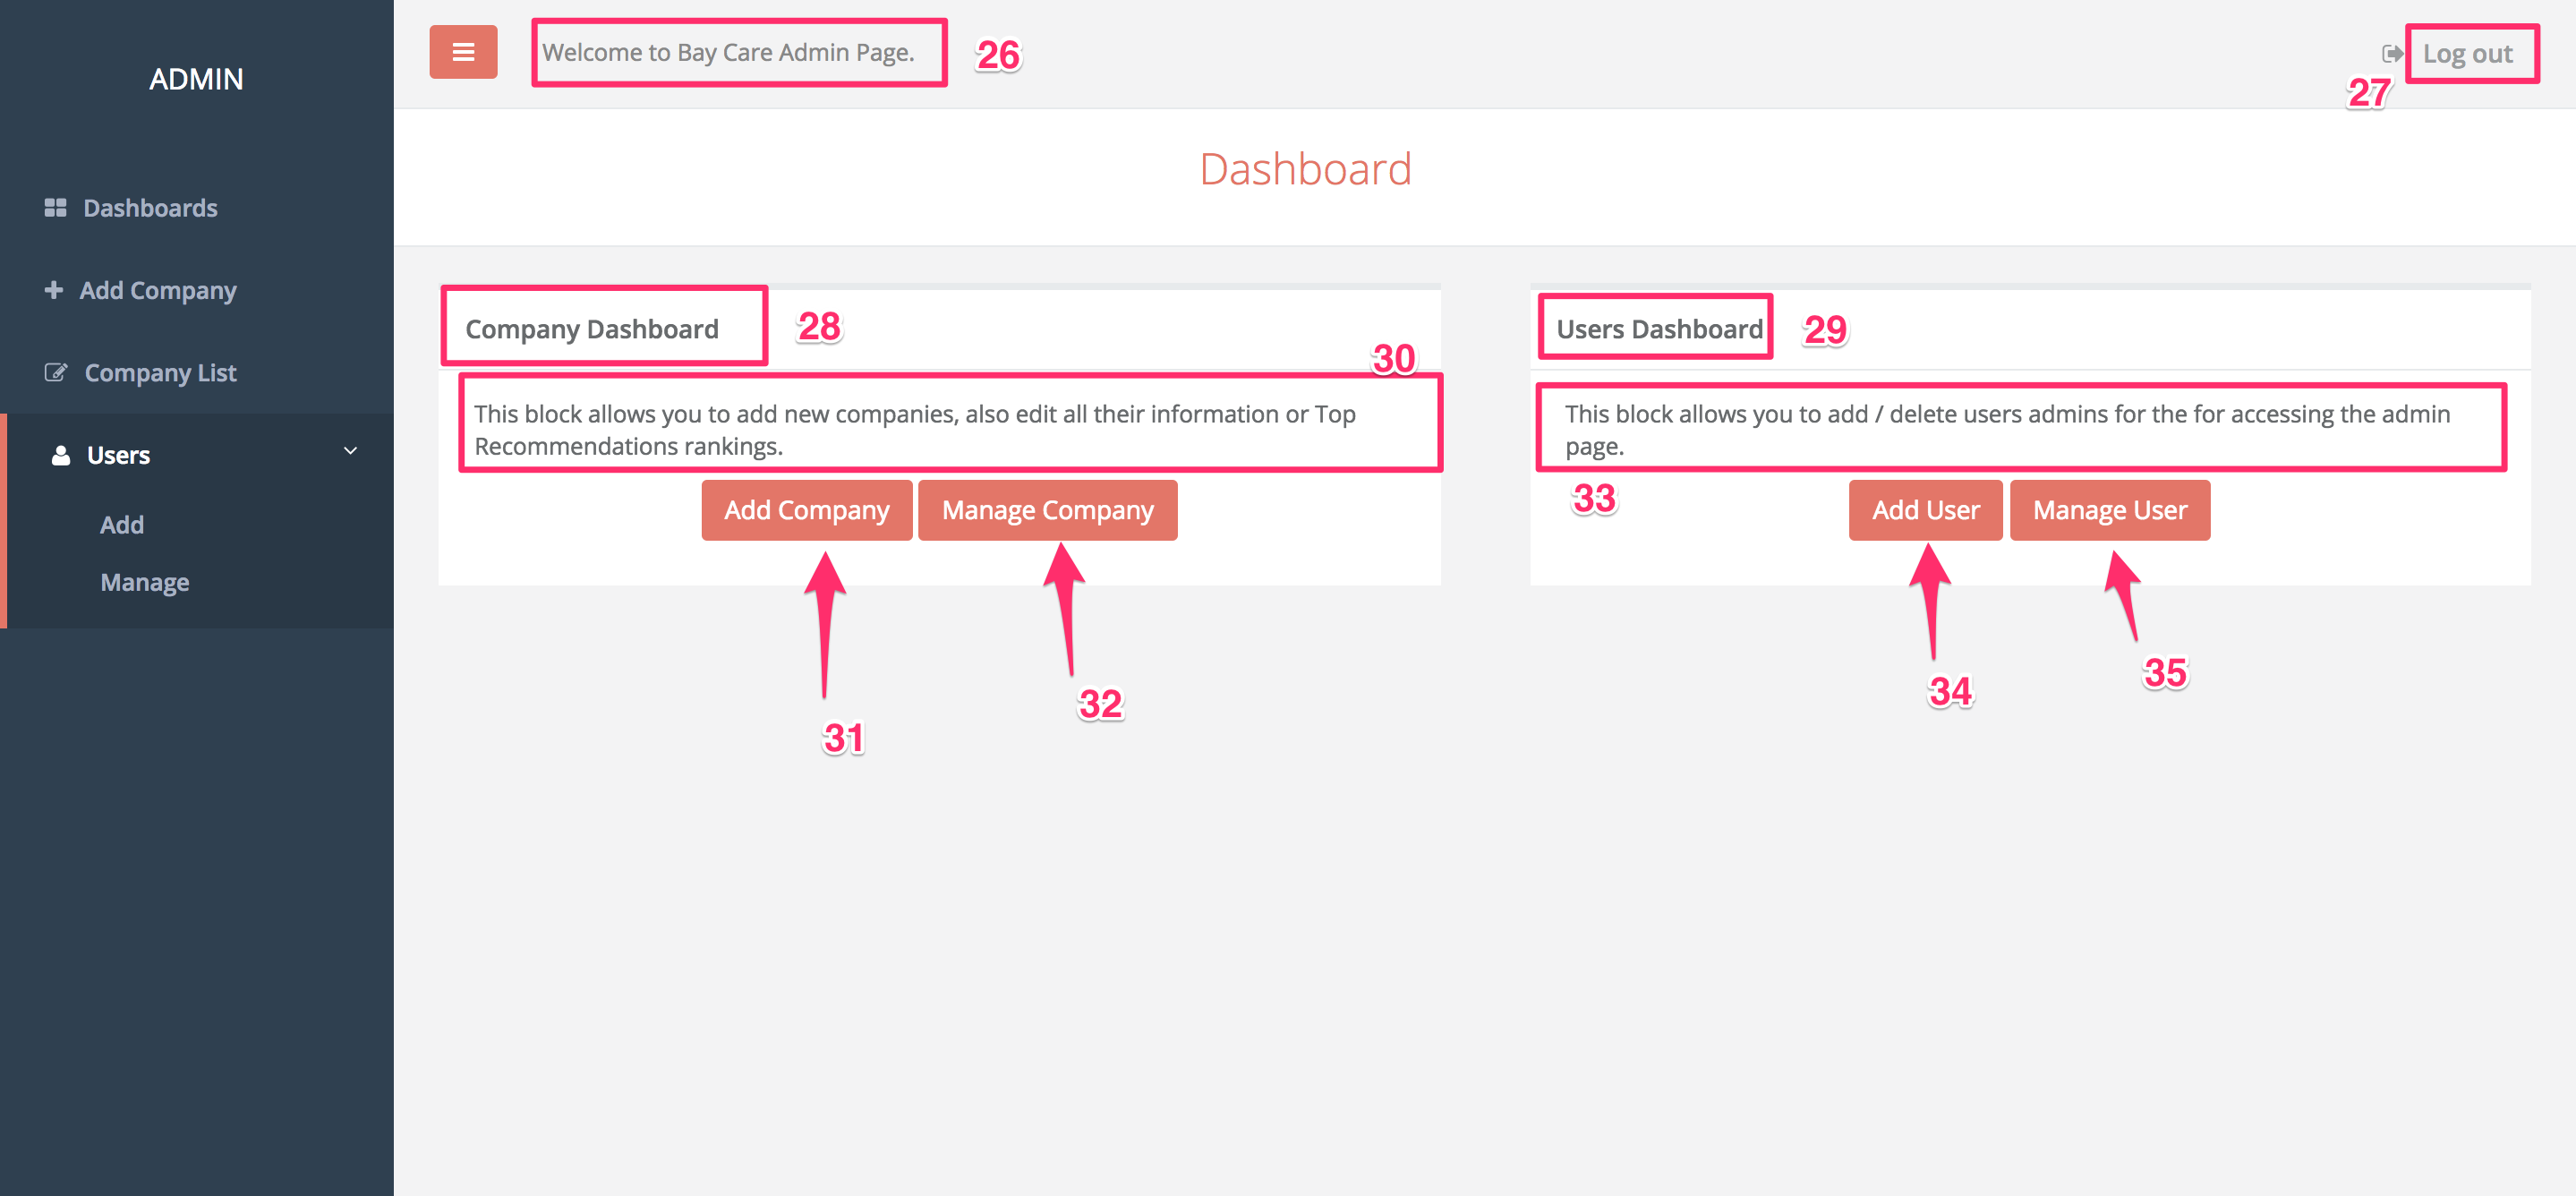 ADMIN
Dashboards
Add Company
Company List
Users
Add
Manage
Welcome to Bay Care Admin Page.
26
Log out
27
Dashboard
Company Dashboard
28
30
This block allows you to add new companies, also edit all their information or Top
Recommendations rankings.
Add Company
Manage Company
31
32
Users Dashboard
29
This block allows you to add / delete users admins for the for accessing the admin
page.
33
Add User
Manage User
34
35